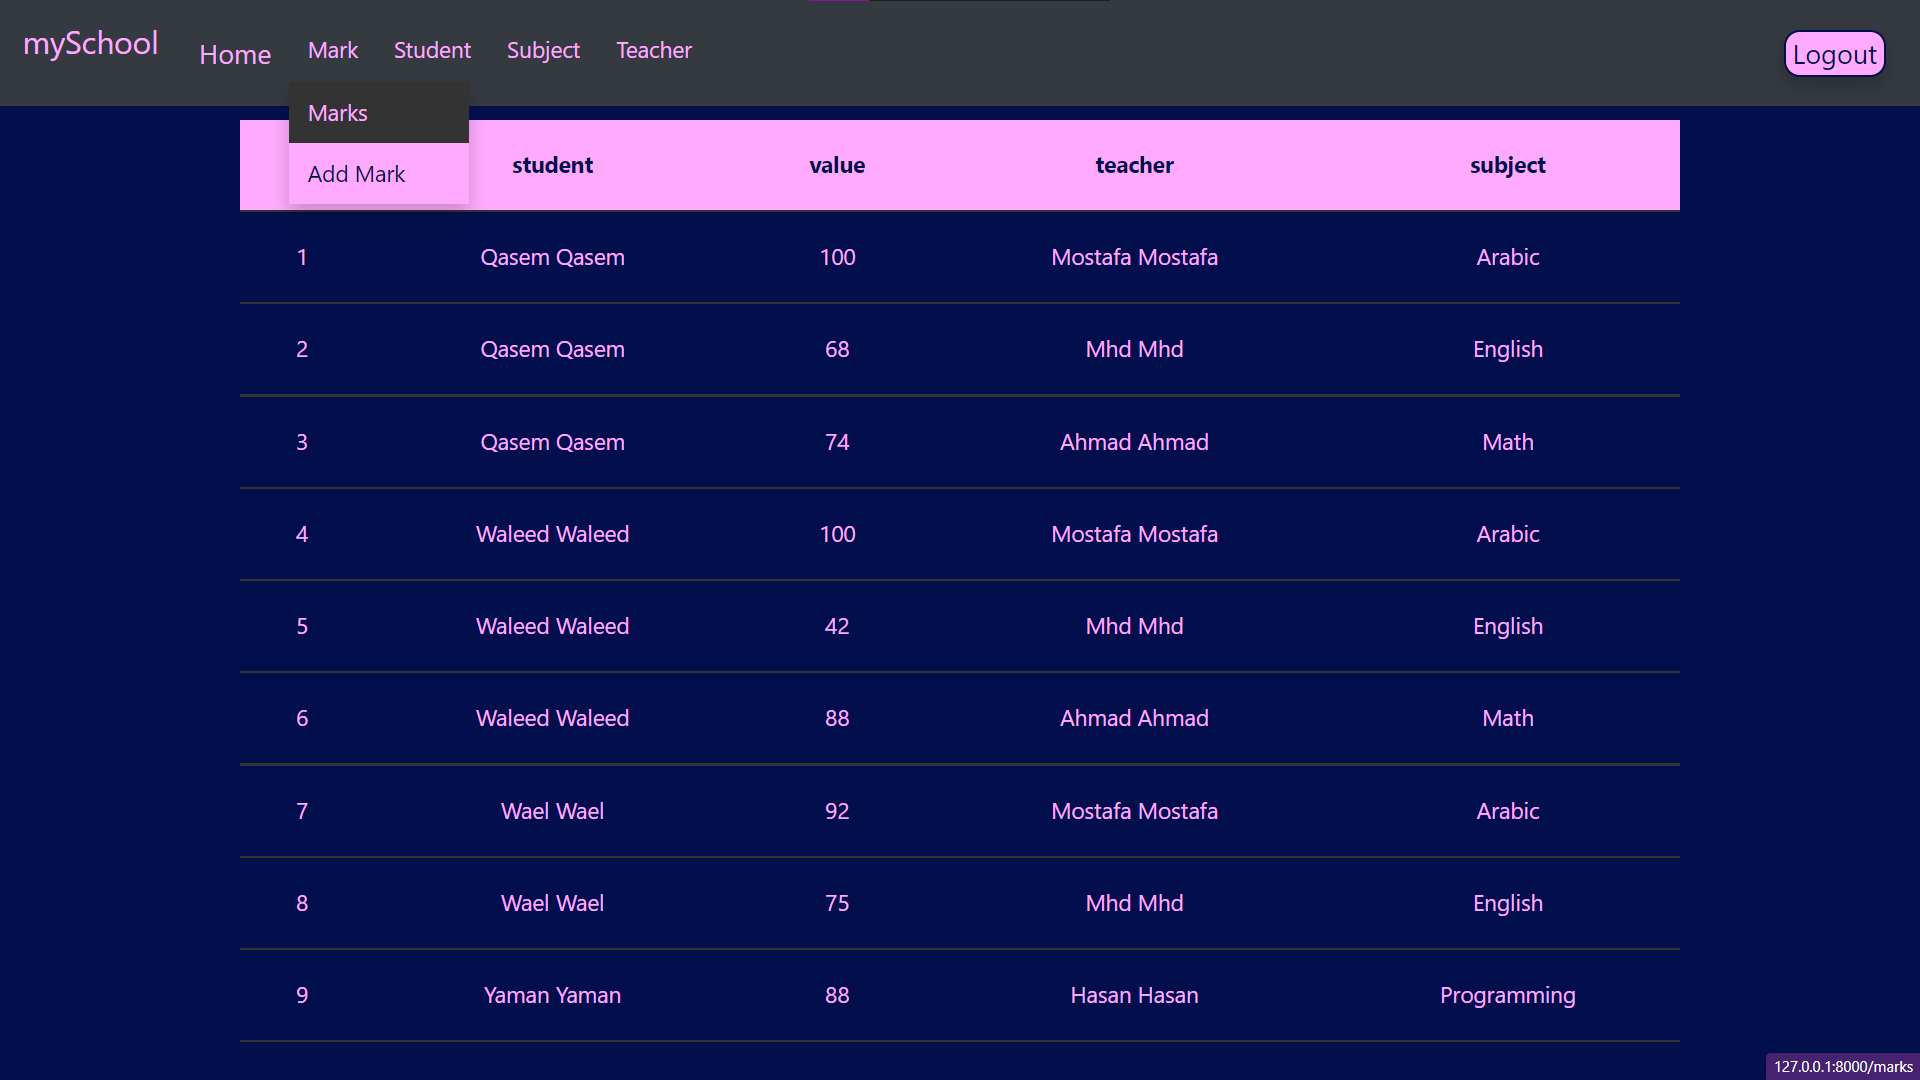 mySchool Home Mark Student Subject Teacher Logout
Marks
Add Mark
student value teacher subject
1 Qasem Qasem 100 Mostafa Mostafa Arabic
2 Qasem Qasem 68 Mhd Mhd English
3 Qasem Qasem 74 Ahmad Ahmad Math
4 Waleed Waleed 100 Mostafa Mostafa Arabic
5 Waleed Waleed 42 Mhd Mhd English
6 Waleed Waleed 88 Ahmad Ahmad Math
7 Wael Wael 92 Mostafa Mostafa Arabic
8 Wael Wael 75 Mhd Mhd English
9 Yaman Yaman 88 Hasan Hasan Programming
127.0.0.1:8000/marks